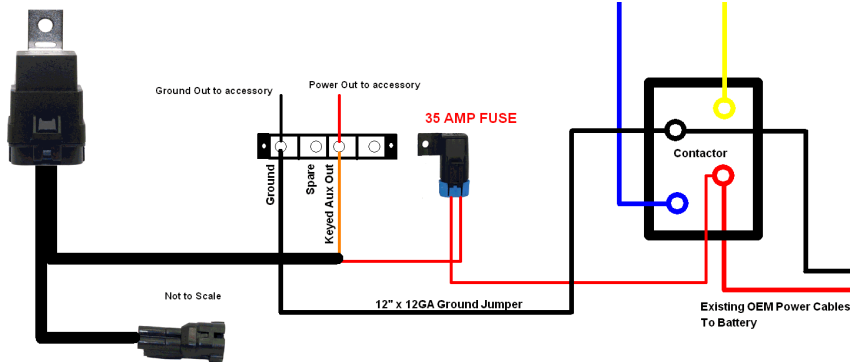 Ground Out to accessory
Power Out to accessory
35 AMP FUSE
Ground
Spare
Keyed Aux Out
Contactor
Not to Scale
12" x 12GA Ground Jumper
Existing OEM Power Cables
To Battery